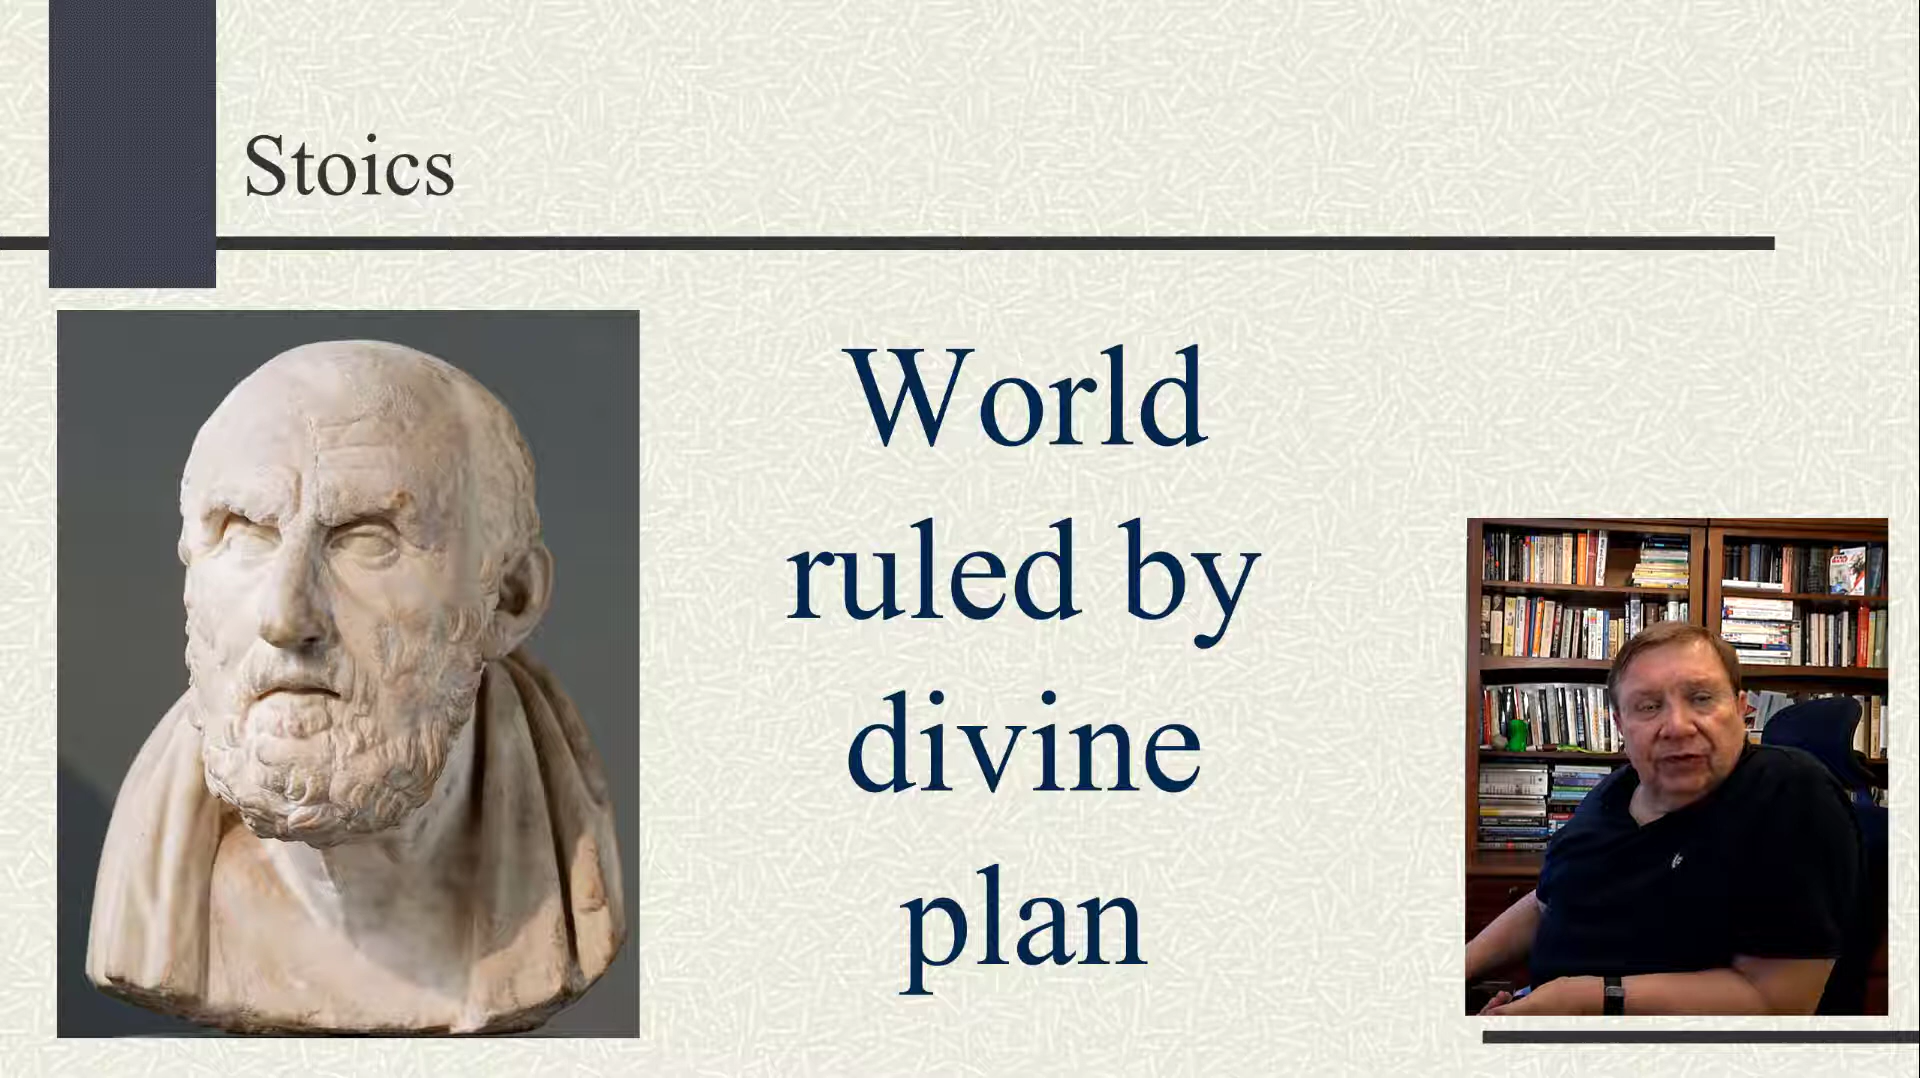 Stoics
World
ruled by
divine
plan